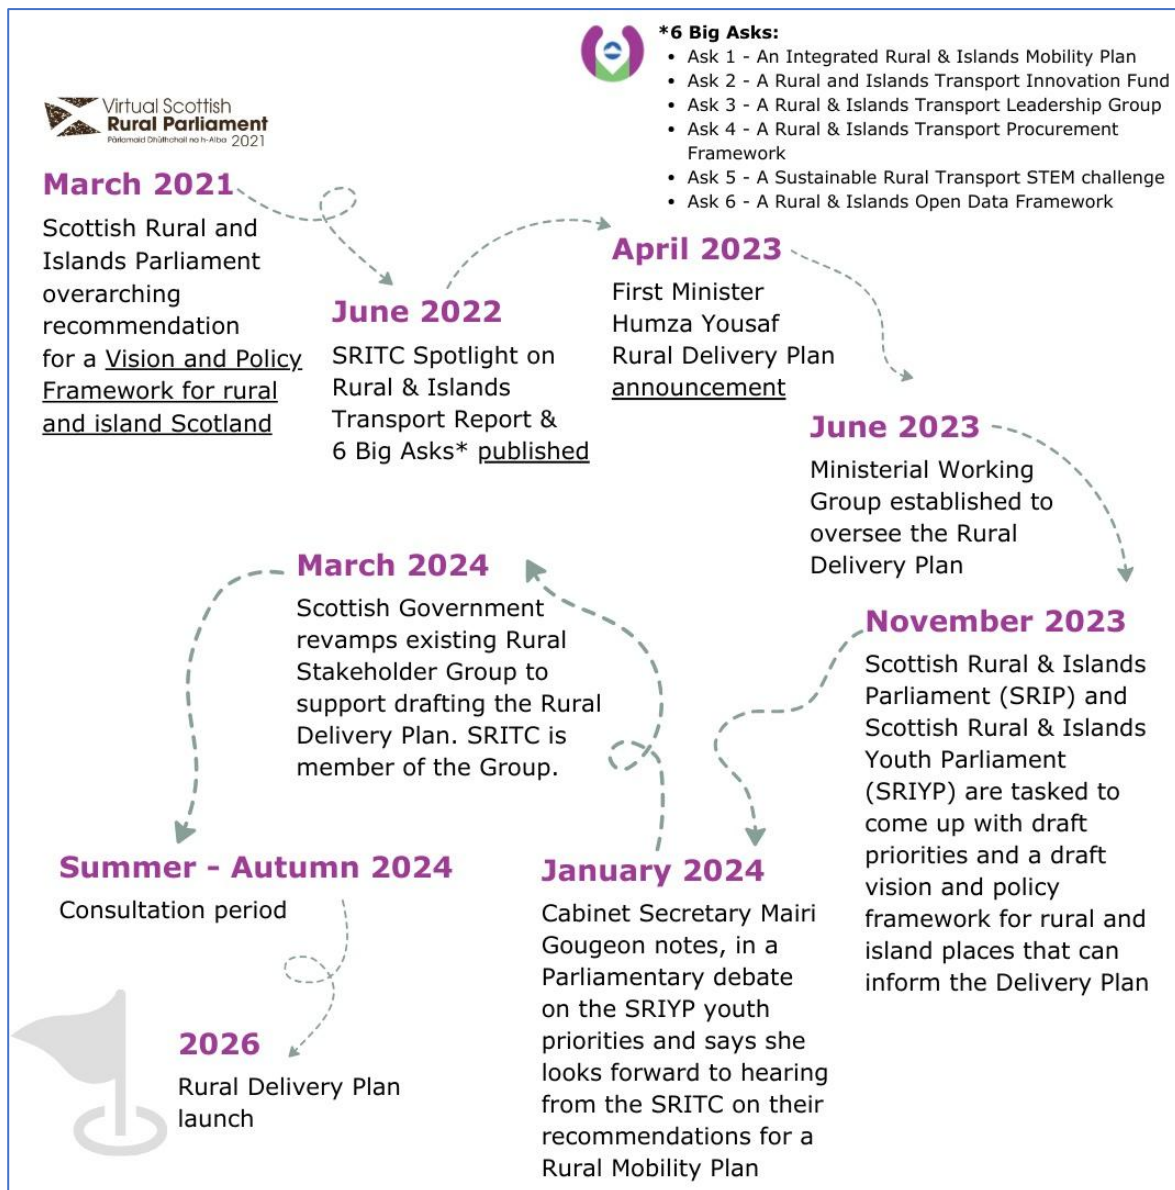 *6 Big Asks:
• Ask 1 - An Integrated Rural & Islands Mobility Plan
• Ask 2 - A Rural and Islands Transport Innovation Fund
• Ask 3 - A Rural & Islands Transport Leadership Group
• Ask 4 - A Rural & Islands Transport Procurement
Framework
• Ask 5 - A Sustainable Rural Transport STEM challenge
• Ask 6 - A Rural & Islands Open Data Framework
Virtual Scottish
Rural Parliament
Pàrlamaid Dhùthchail na h-Alba 2021
March 2021
Scottish Rural and
Islands Parliament
overarching
recommendation
for a Vision and Policy
Framework for rural
and island Scotland
June 2022
SRITC Spotlight on
Rural & Islands
Transport Report &
6 Big Asks* published
April 2023
First Minister
Humza Yousaf
Rural Delivery Plan
announcement
June 2023
Ministerial Working
Group established to
oversee the Rural
Delivery Plan
November 2023
Scottish Rural & Islands
Parliament (SRIP) and
Scottish Rural & Islands
Youth Parliament
(SRIYP) are tasked to
come up with draft
priorities and a draft
vision and policy
framework for rural and
island places that can
inform the Delivery Plan
January 2024
Cabinet Secretary Mairi
Gougeon notes, in a
Parliamentary debate
on the SRIYP youth
priorities and says she
looks forward to hearing
from the SRITC on their
recommendations for a
Rural Mobility Plan
March 2024
Scottish Government
revamps existing Rural
Stakeholder Group to
support drafting the Rural
Delivery Plan. SRITC is
member of the Group.
Summer - Autumn 2024
Consultation period
2026
Rural Delivery Plan
launch